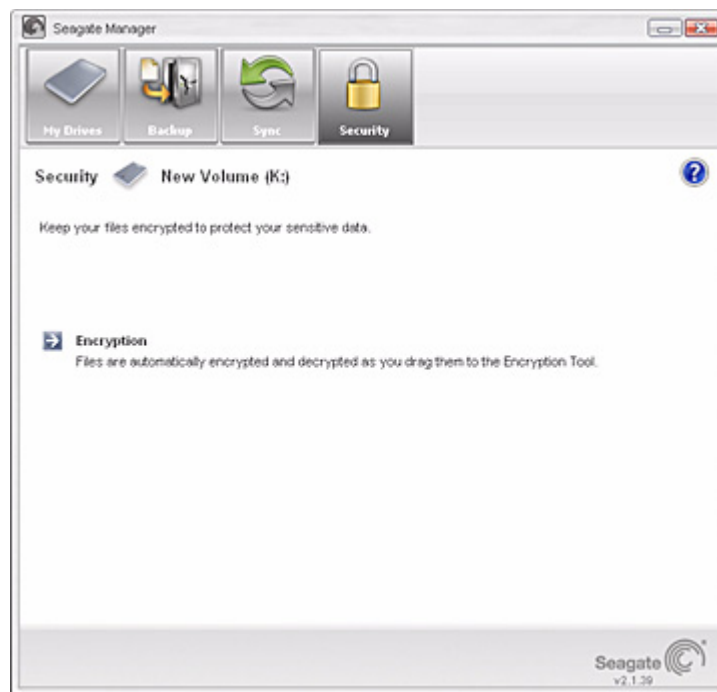 Seagate Manager
My Drives Backup Sync Security
Security New Volume (K:)
?
Keep your files encrypted to protect your sensitive data.
Encryption
Files are automatically encrypted and decrypted as you drag them to the Encryption Tool.
Seagate
v2.1.39